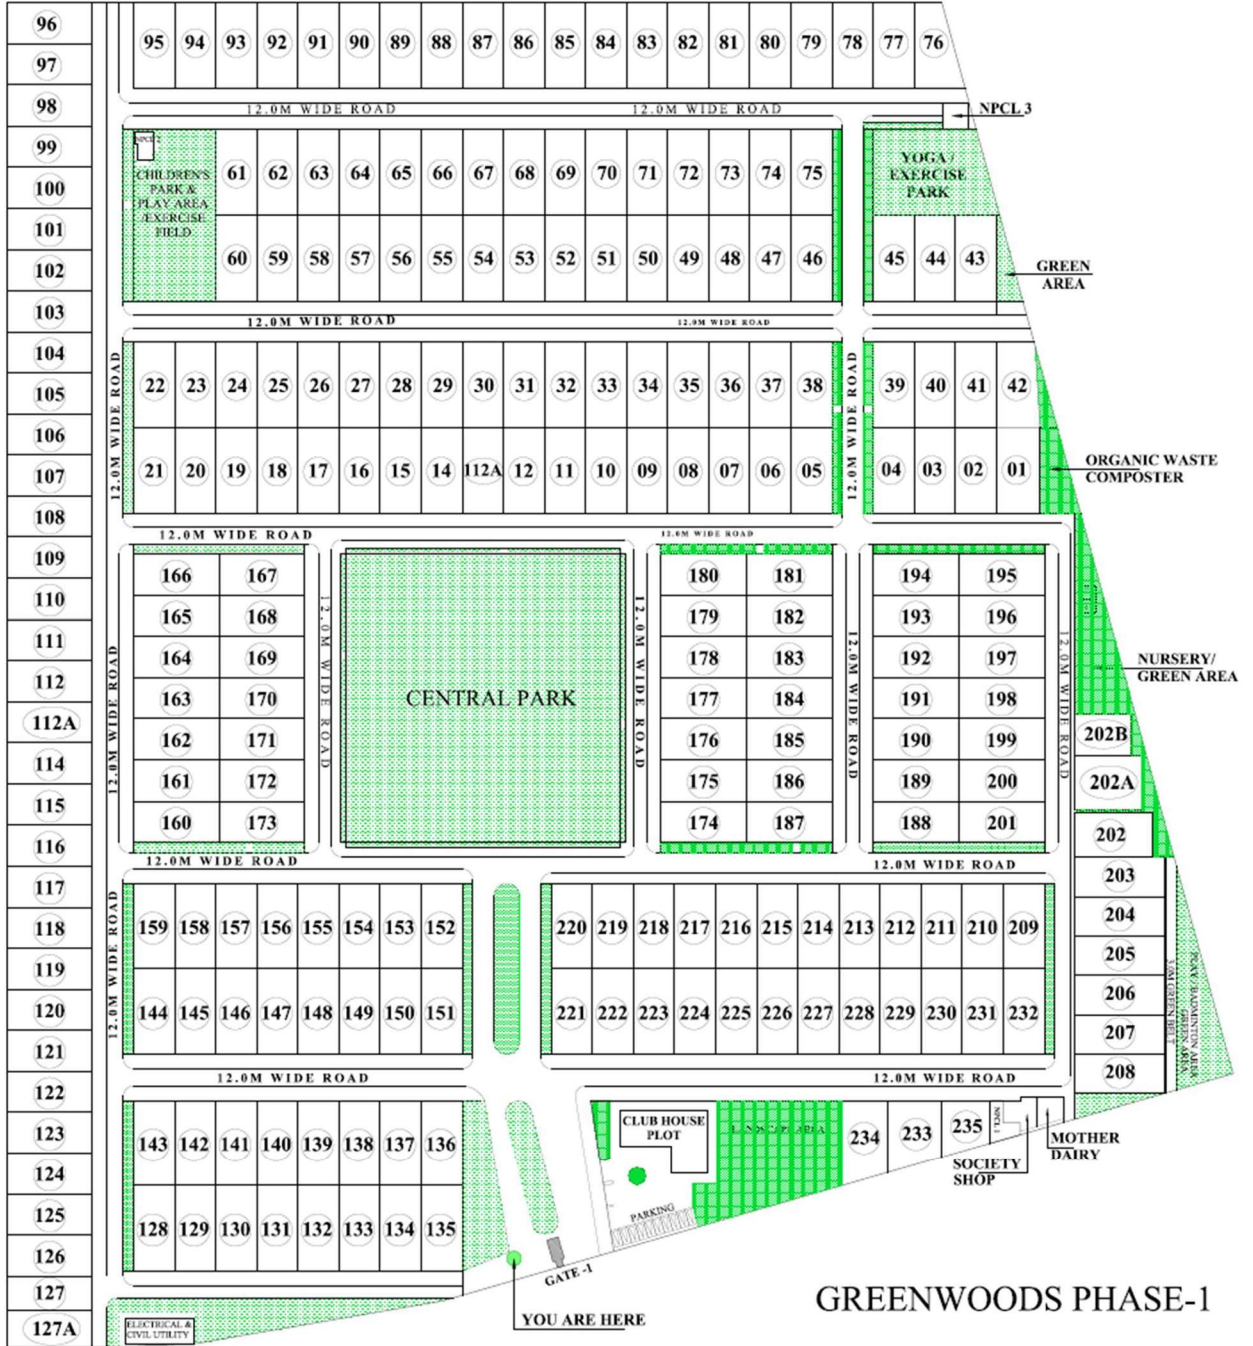 96
95 94 93 92 91 90 89 88 87 86 85 84 83 82 81 80 79 78 77 76
97
98
12.0M WIDE ROAD
12.0M WIDE ROAD
NPCL 3
99
NPCL 2
CHILDREN'S
PARK &
PLAY AREA
/EXERCISE
FIELD
61 62 63 64 65 66 67 68 69 70 71 72 73 74 75
YOGA /
EXERCISE
PARK
100
101
60 59 58 57 56 55 54 53 52 51 50 49 48 47 46
45 44 43
102
GREEN
AREA
103
12.0M WIDE ROAD
12.0M WIDE ROAD
104
105
12.0M WIDE ROAD
22 23 24 25 26 27 28 29 30 31 32 33 34 35 36 37 38
12.0M WIDE ROAD
39 40 41 42
106
107
21 20 19 18 17 16 15 14 112A 12 11 10 09 08 07 06 05
04 03 02 01
ORGANIC WASTE
COMPOSTER
108
12.0M WIDE ROAD
12.0M WIDE ROAD
109
166 167
180 181
194 195
110
165 168
179 182
193 196
111
164 169
178 183
192 197
112
163 170
177 184
191 198
112A
162 171
176 185
190 199
114
161 172
175 186
189 200
115
160 173
174 187
188 201
116
12.0M WIDE ROAD
12.0M WIDE ROAD
CENTRAL PARK
12.0M WIDE ROAD
12.0M WIDE ROAD
12.0M WIDE ROAD
NURSERY/
GREEN AREA
202B
202A
202
12.0M WIDE ROAD
12.0M WIDE ROAD
117
203
118
12.0M WIDE ROAD
159 158 157 156 155 154 153 152
220 219 218 217 216 215 214 213 212 211 210 209
204
119
205
120
144 145 146 147 148 149 150 151
221 222 223 224 225 226 227 228 229 230 231 232
206
121
207
208
3.0M GREEN BELT
PLAY / BADMINTON AREA
GREEN AREA
122
12.0M WIDE ROAD
12.0M WIDE ROAD
123
143 142 141 140 139 138 137 136
CLUB HOUSE
PLOT
LANDSCAPE AREA
234 233 235
NPCL 1
MOTHER
DAIRY
SOCIETY
SHOP
124
125
128 129 130 131 132 133 134 135
PARKING
126
GATE -1
127
YOU ARE HERE
127A
ELECTRICAL &
CIVIL UTILITY
GREENWOODS PHASE-1